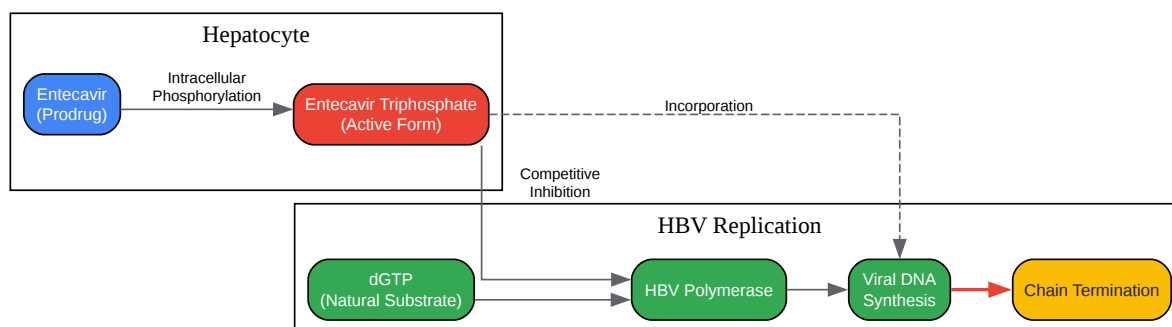 Hepatocyte
Entecavir
(Prodrug)
Intracellular
Phosphorylation
Entecavir Triphosphate
(Active Form)
Incorporation
Competitive
Inhibition
HBV Replication
dGTP
(Natural Substrate)
HBV Polymerase
Viral DNA
Synthesis
Chain Termination